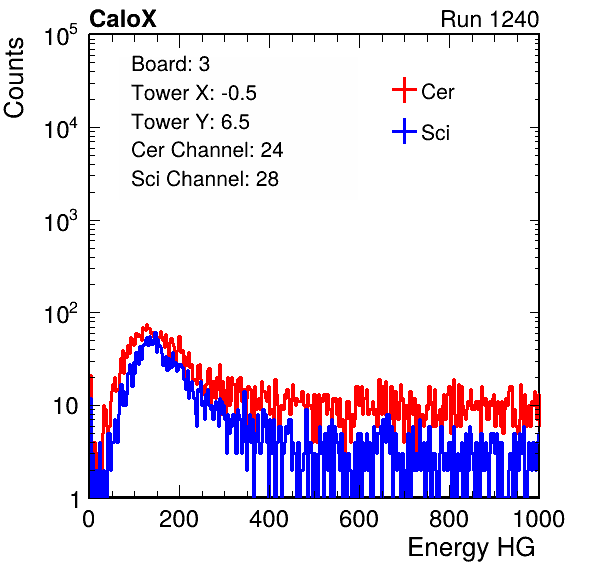 CaloX Run 1240
Counts
Board: 3
Tower X: -0.5
Tower Y: 6.5
Cer Channel: 24
Sci Channel: 28
Cer
Sci
10^5
10^4
10^3
10^2
10
1
0 200 400 600 800 1000
Energy HG